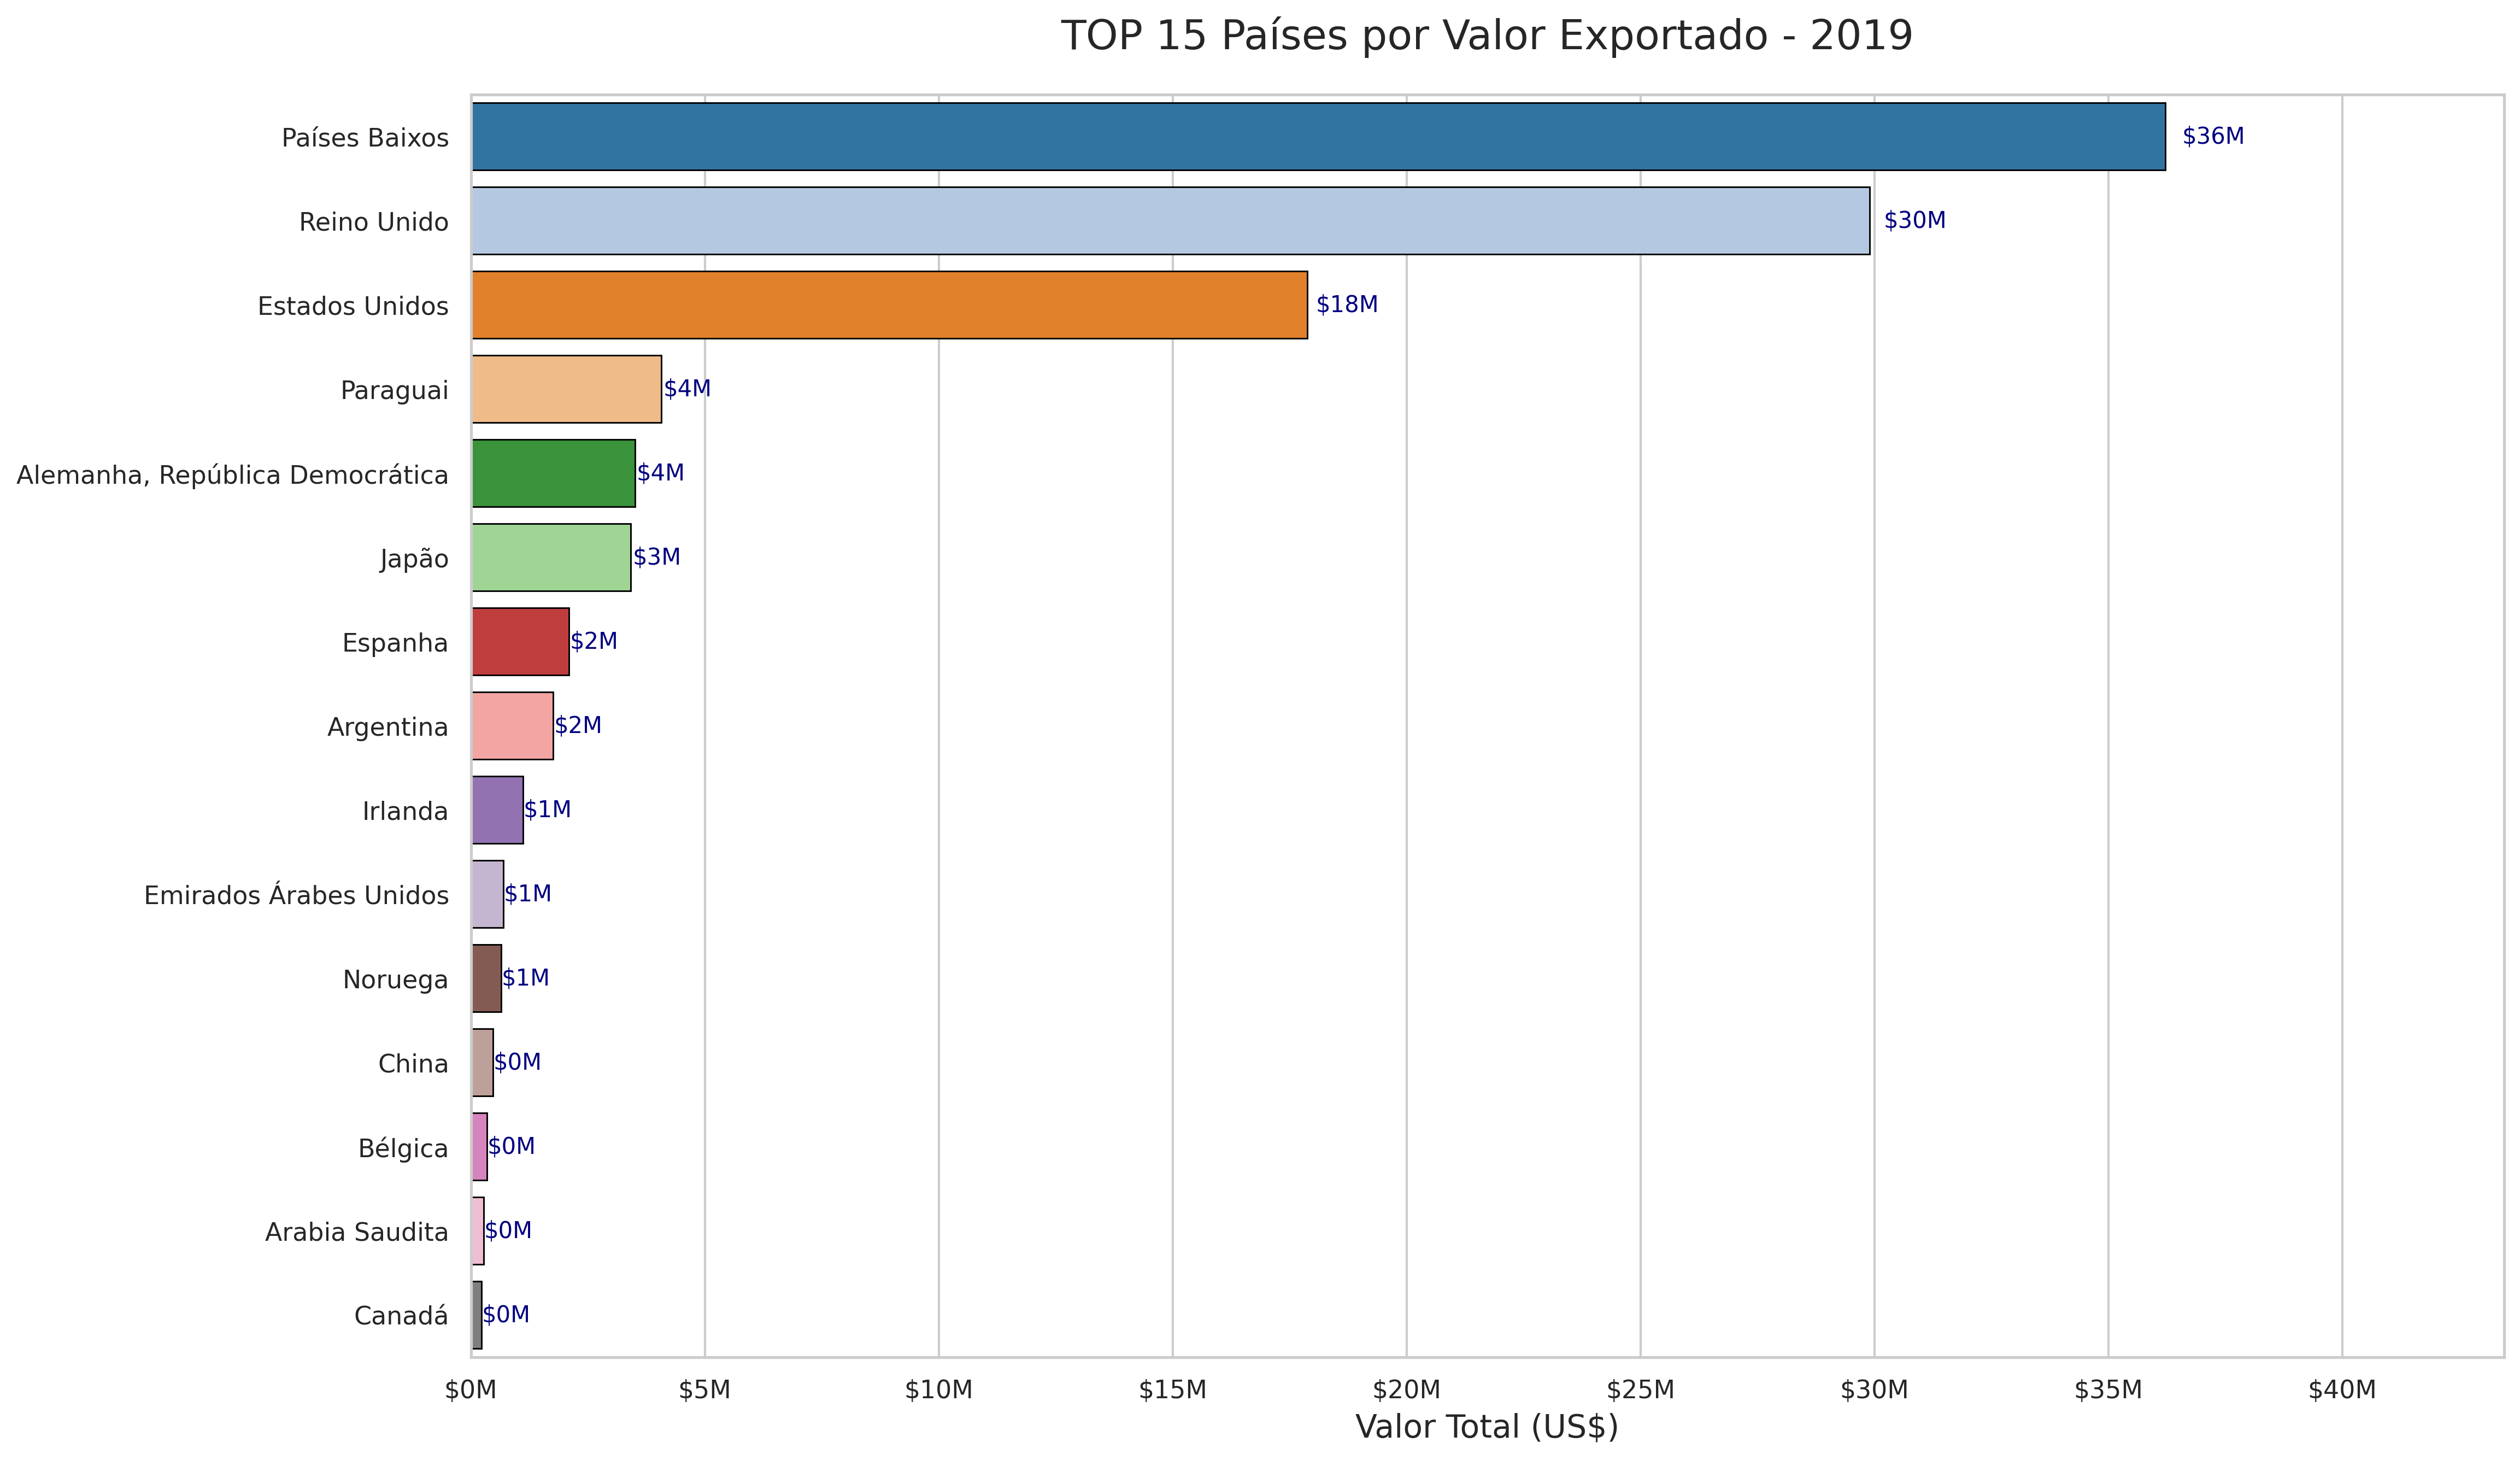 TOP 15 Países por Valor Exportado - 2019
Países Baixos $36M
Reino Unido $30M
Estados Unidos $18M
Paraguai $4M
Alemanha, República Democrática $4M
Japão $3M
Espanha $2M
Argentina $2M
Irlanda $1M
Emirados Árabes Unidos $1M
Noruega $1M
China $0M
Bélgica $0M
Arabia Saudita $0M
Canadá $0M
$0M $5M $10M $15M $20M $25M $30M $35M $40M
Valor Total (US$)